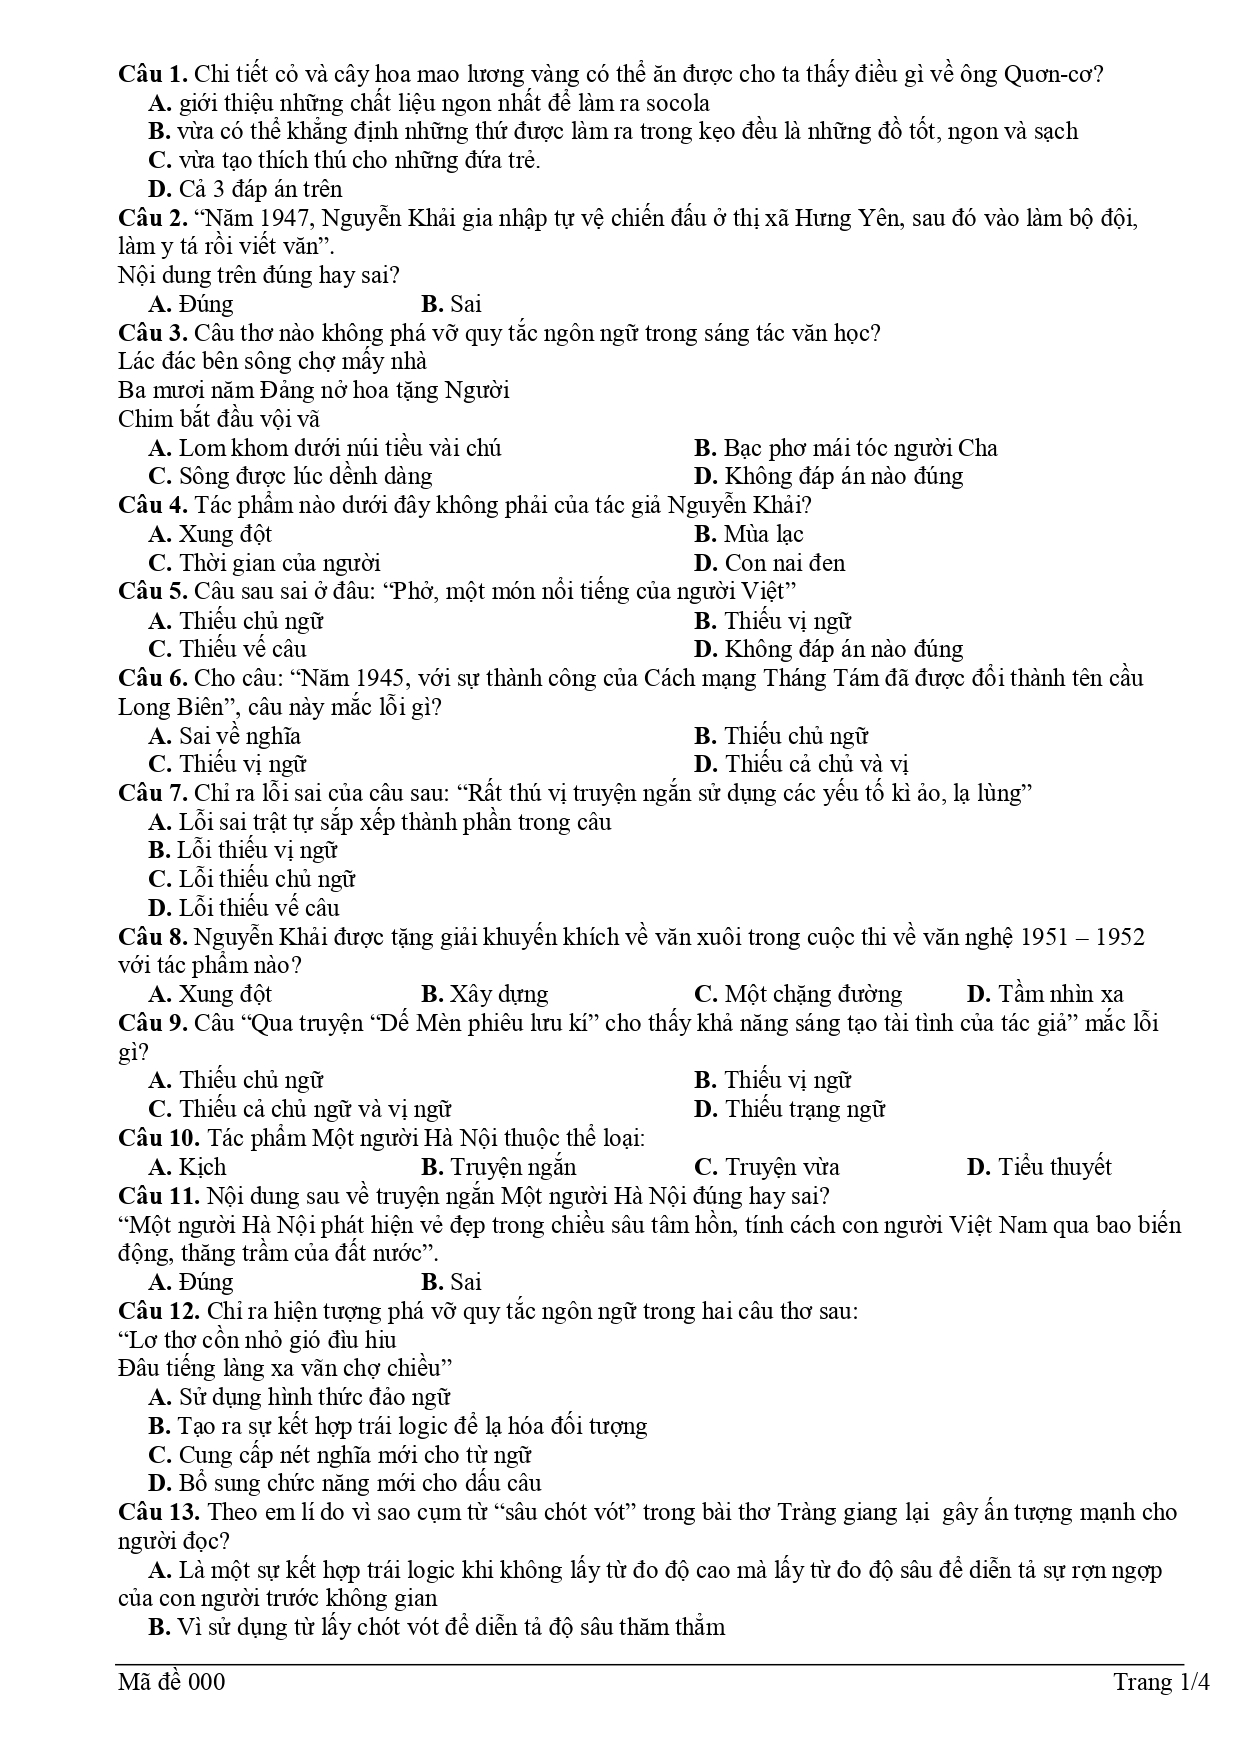 Câu 1. Chi tiết cỏ và cây hoa mao lương vàng có thể ăn được cho ta thấy điều gì về ông Quơn-cơ?
A. giới thiệu những chất liệu ngon nhất để làm ra socola
B. vừa có thể khẳng định những thứ được làm ra trong kẹo đều là những đồ tốt, ngon và sạch
C. vừa tạo thích thú cho những đứa trẻ.
D. Cả 3 đáp án trên
Câu 2. “Năm 1947, Nguyễn Khải gia nhập tự vệ chiến đấu ở thị xã Hưng Yên, sau đó vào làm bộ đội,
làm y tá rồi viết văn”.
Nội dung trên đúng hay sai?
A. Đúng B. Sai
Câu 3. Câu thơ nào không phá vỡ quy tắc ngôn ngữ trong sáng tác văn học?
Lác đác bên sông chợ mấy nhà
Ba mươi năm Đảng nở hoa tặng Người
Chim bắt đầu vội vã
A. Lom khom dưới núi tiều vài chú B. Bạc phơ mái tóc người Cha
C. Sông được lúc dềnh dàng D. Không đáp án nào đúng
Câu 4. Tác phẩm nào dưới đây không phải của tác giả Nguyễn Khải?
A. Xung đột B. Mùa lạc
C. Thời gian của người D. Con nai đen
Câu 5. Câu sau sai ở đâu: “Phở, một món nổi tiếng của người Việt”
A. Thiếu chủ ngữ B. Thiếu vị ngữ
C. Thiếu vế câu D. Không đáp án nào đúng
Câu 6. Cho câu: “Năm 1945, với sự thành công của Cách mạng Tháng Tám đã được đổi thành tên cầu
Long Biên”, câu này mắc lỗi gì?
A. Sai về nghĩa B. Thiếu chủ ngữ
C. Thiếu vị ngữ D. Thiếu cả chủ và vị
Câu 7. Chỉ ra lỗi sai của câu sau: “Rất thú vị truyện ngắn sử dụng các yếu tố kì ảo, lạ lùng”
A. Lỗi sai trật tự sắp xếp thành phần trong câu
B. Lỗi thiếu vị ngữ
C. Lỗi thiếu chủ ngữ
D. Lỗi thiếu vế câu
Câu 8. Nguyễn Khải được tặng giải khuyến khích về văn xuôi trong cuộc thi về văn nghệ 1951 – 1952
với tác phẩm nào?
A. Xung đột B. Xây dựng C. Một chặng đường D. Tầm nhìn xa
Câu 9. Câu “Qua truyện “Dế Mèn phiêu lưu kí” cho thấy khả năng sáng tạo tài tình của tác giả” mắc lỗi
gì?
A. Thiếu chủ ngữ B. Thiếu vị ngữ
C. Thiếu cả chủ ngữ và vị ngữ D. Thiếu trạng ngữ
Câu 10. Tác phẩm Một người Hà Nội thuộc thể loại:
A. Kịch B. Truyện ngắn C. Truyện vừa D. Tiểu thuyết
Câu 11. Nội dung sau về truyện ngắn Một người Hà Nội đúng hay sai?
“Một người Hà Nội phát hiện vẻ đẹp trong chiều sâu tâm hồn, tính cách con người Việt Nam qua bao biến
động, thăng trầm của đất nước”.
A. Đúng B. Sai
Câu 12. Chỉ ra hiện tượng phá vỡ quy tắc ngôn ngữ trong hai câu thơ sau:
“Lơ thơ cồn nhỏ gió đìu hiu
Đâu tiếng làng xa vãn chợ chiều”
A. Sử dụng hình thức đảo ngữ
B. Tạo ra sự kết hợp trái logic để lạ hóa đối tượng
C. Cung cấp nét nghĩa mới cho từ ngữ
D. Bổ sung chức năng mới cho dấu câu
Câu 13. Theo em lí do vì sao cụm từ “sâu chót vót” trong bài thơ Tràng giang lại gây ấn tượng mạnh cho
người đọc?
A. Là một sự kết hợp trái logic khi không lấy từ đo độ cao mà lấy từ đo độ sâu để diễn tả sự rợn ngợp
của con người trước không gian
B. Vì sử dụng từ lấy chót vót để diễn tả độ sâu thăm thẳm
Mã đề 000 Trang 1/4